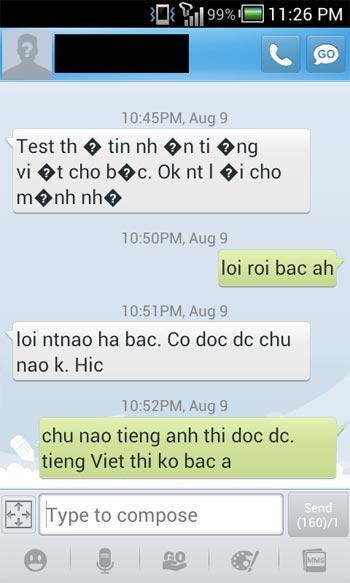 99% 11:26 PM
GO
10:45PM, Aug 9
Test th � tin nh �n ti �ng
vi �t cho b�c. Ok nt l �i cho
m�nh nh�
10:50PM, Aug 9
loi roi bac ah
10:51PM, Aug 9
loi ntnao ha bac. Co doc dc chu
nao k. Hic
10:52PM, Aug 9
chu nao tieng anh thi doc dc.
tieng Viet thi ko bac a
Type to compose
Send
(160)/1
GO
MMS